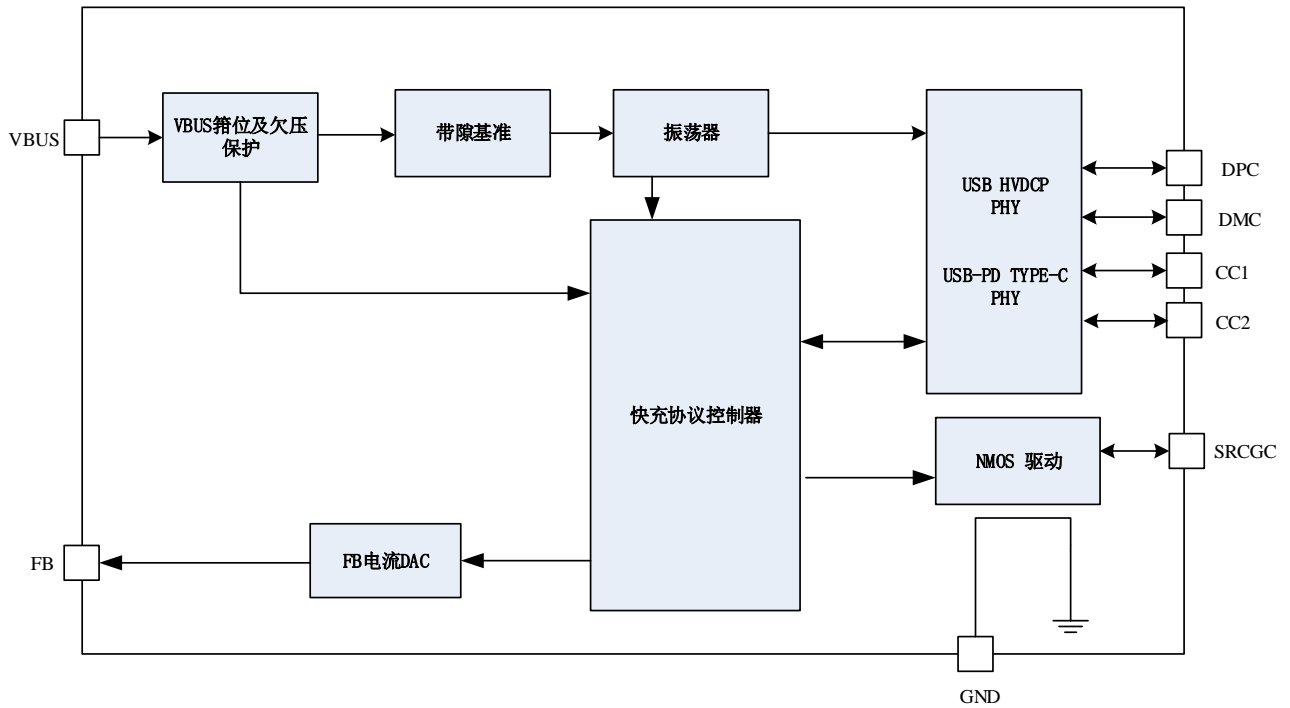 VBUS
VBUS箝位及欠压
保护
带隙基准
振荡器
USB HVDCP
PHY
USB-PD TYPE-C
PHY
DPC
DMC
CC1
CC2
快充协议控制器
NMOS 驱动
SRCGC
FB
FB电流DAC
GND